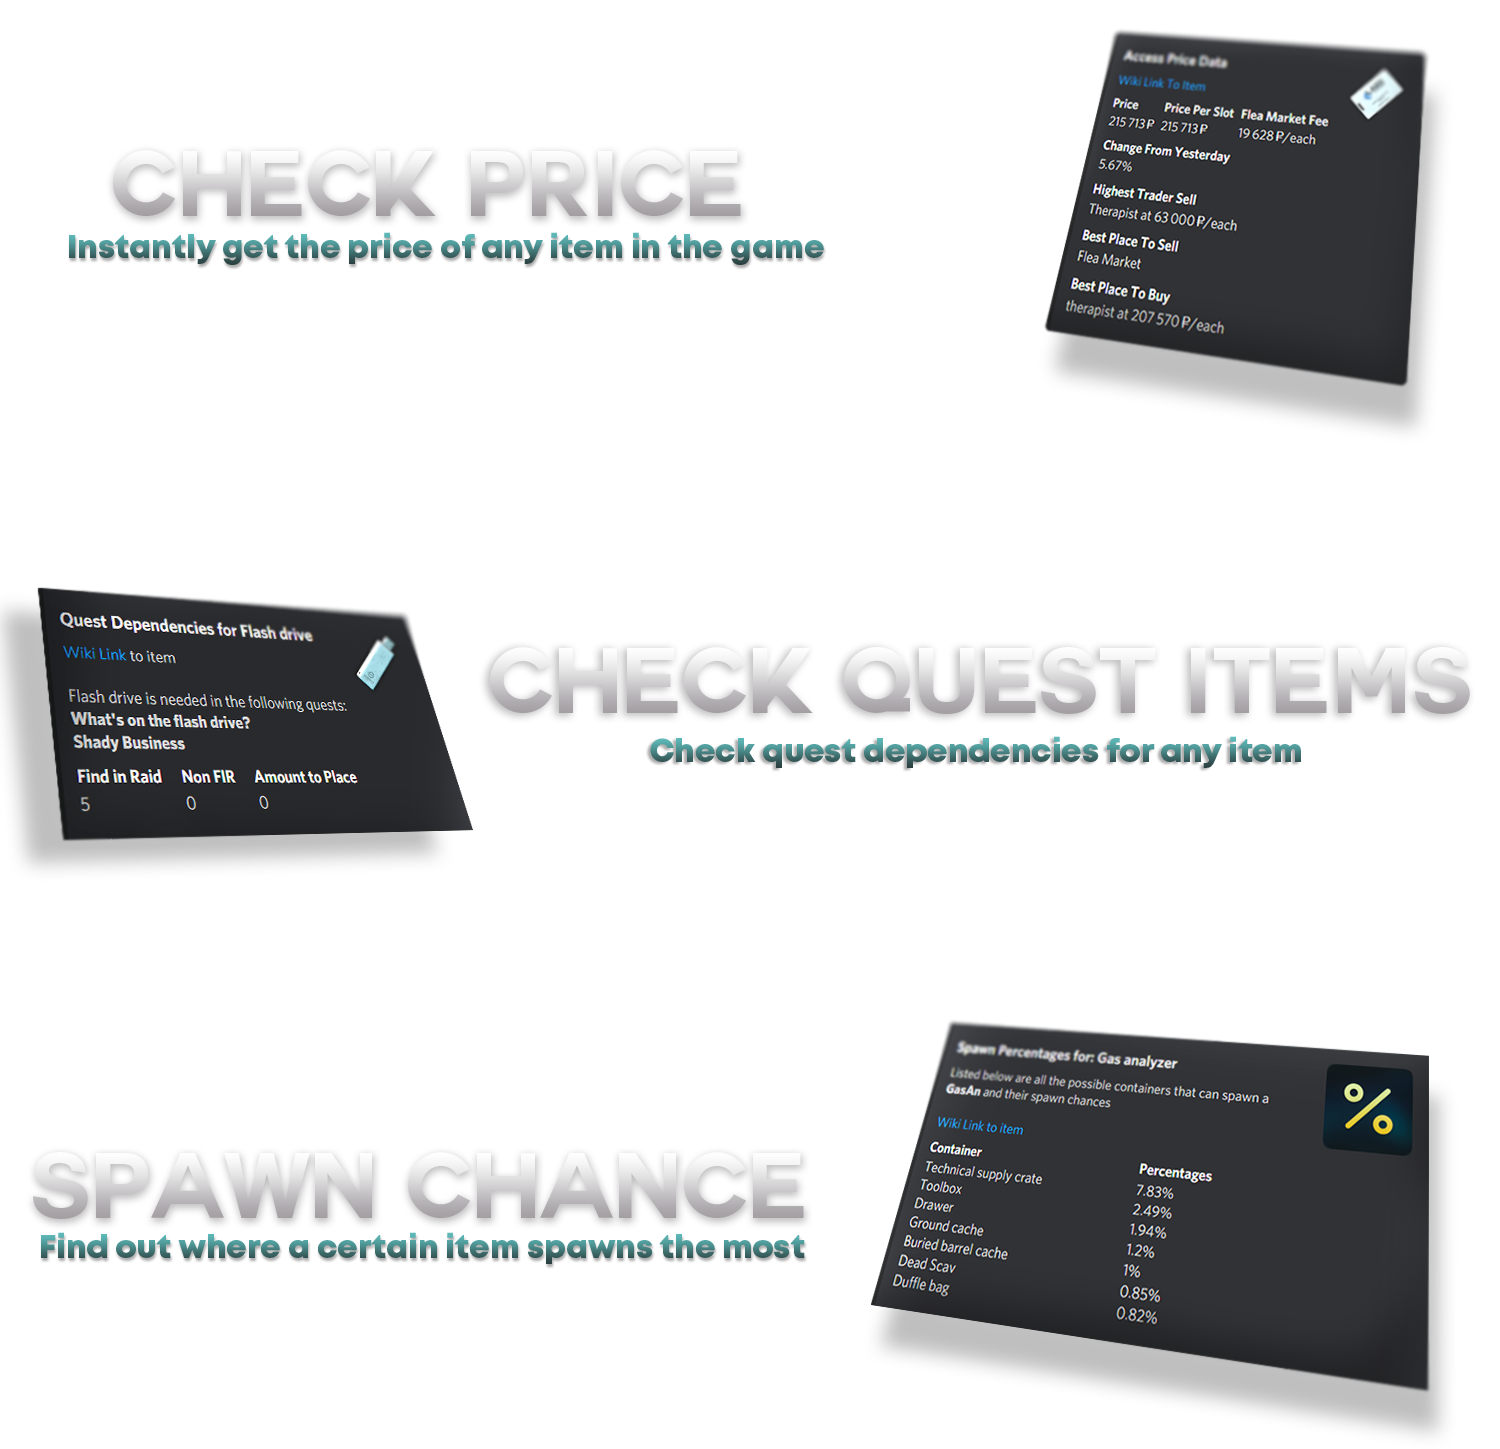 CHECK PRICE
Instantly get the price of any item in the game
Access Price Data
Wiki Link To Item
Price Price Per Slot Flea Market Fee
215 713 ₽ 215 713 ₽ 19 628 ₽/each
Change From Yesterday
5.67%
Highest Trader Sell
Therapist at 63 000 ₽/each
Best Place To Sell
Flea Market
Best Place To Buy
therapist at 207 570 ₽/each
Quest Dependencies for Flash drive
Wiki Link to item
Flash drive is needed in the following quests:
What's on the flash drive?
Shady Business
Find in Raid Non FIR Amount to Place
5 0 0
CHECK QUEST ITEMS
Check quest dependencies for any item
SPAWN CHANCE
Find out where a certain item spawns the most
Spawn Percentages for: Gas analyzer
Listed below are all the possible containers that can spawn a
GasAn and their spawn chances
Wiki Link to item
%
Container Percentages
Technical supply crate 7.83%
Toolbox 2.49%
Drawer 1.94%
Ground cache 1.2%
Buried barrel cache 1%
Dead Scav 0.85%
Duffle bag 0.82%